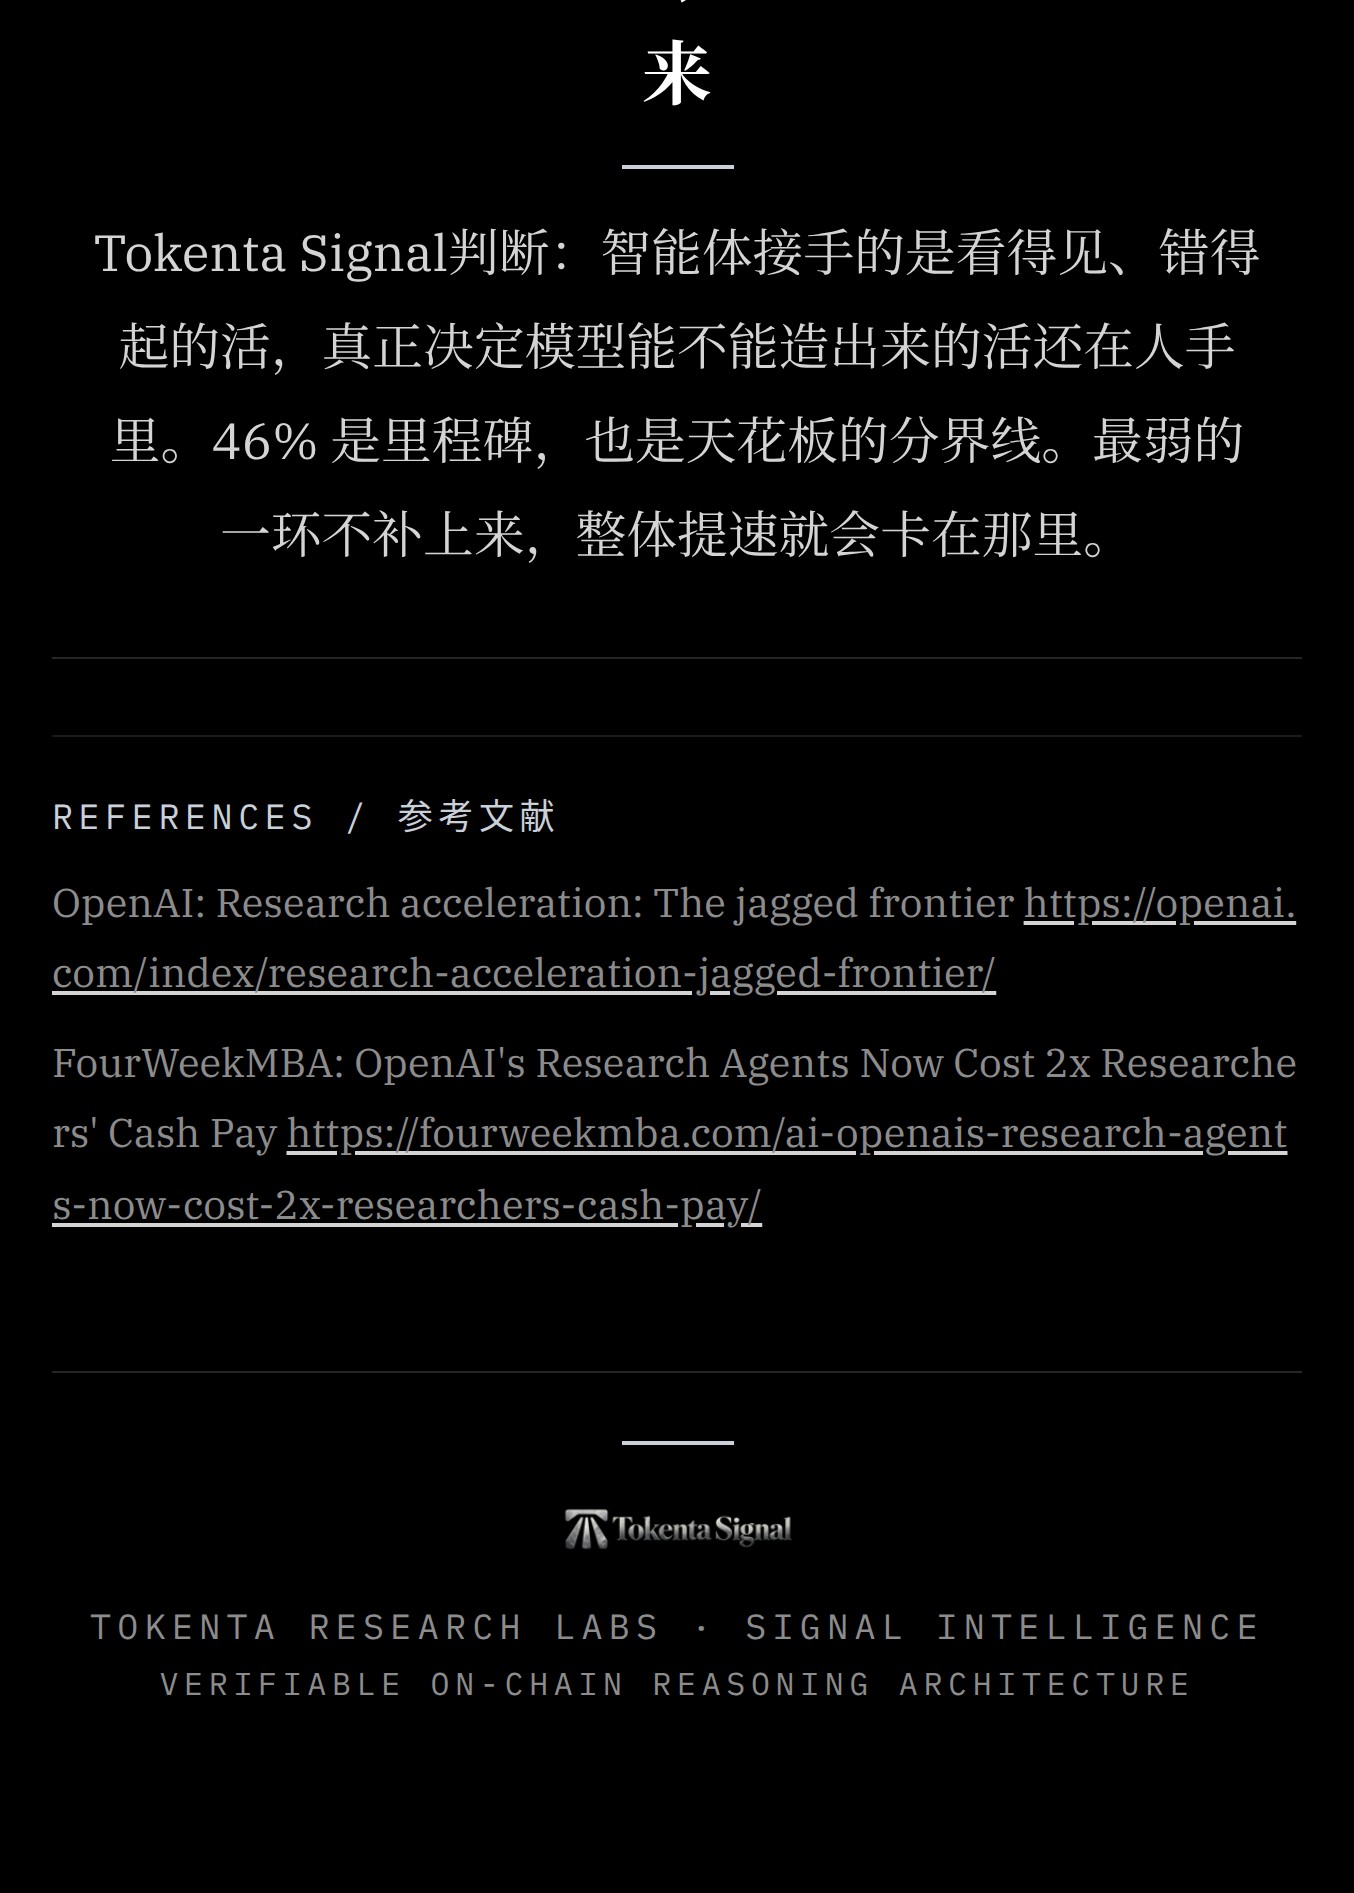 来
Tokenta Signal判断：智能体接手的是看得见、错得
起的活，真正决定模型能不能造出来的活还在人手
里。46% 是里程碑，也是天花板的分界线。最弱的
一环不补上来，整体提速就会卡在那里。
REFERENCES / 参考文献
OpenAI: Research acceleration: The jagged frontier https://openai.
com/index/research-acceleration-jagged-frontier/
FourWeekMBA: OpenAI's Research Agents Now Cost 2x Researche
rs' Cash Pay https://fourweekmba.com/ai-openais-research-agent
s-now-cost-2x-researchers-cash-pay/
Tokenta Signal
TOKENTA RESEARCH LABS · SIGNAL INTELLIGENCE
VERIFIABLE ON-CHAIN REASONING ARCHITECTURE